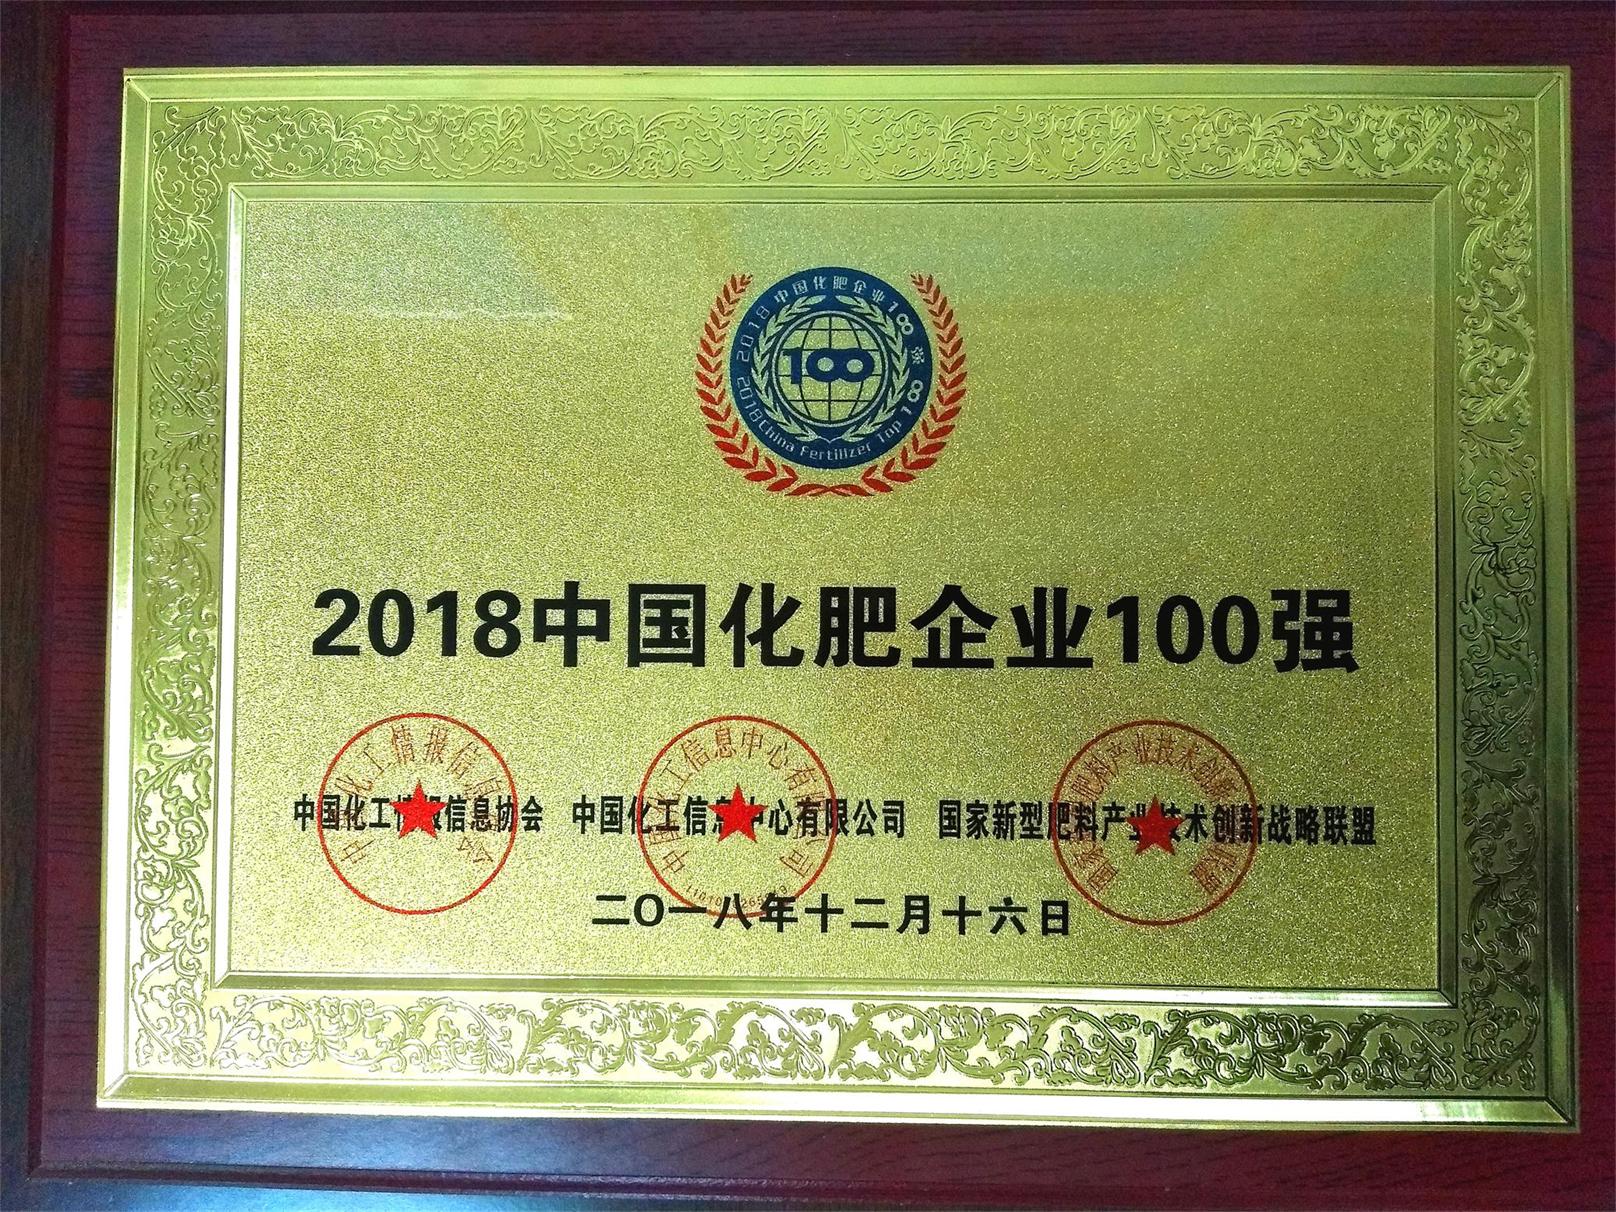 2018中国化肥企业100强
2018China Fertilizer Top 100
100
2018中国化肥企业100强
中国化工情报信息协会 中国化工信息中心有限公司 国家新型肥料产业技术创新战略联盟
二〇一八年十二月十六日